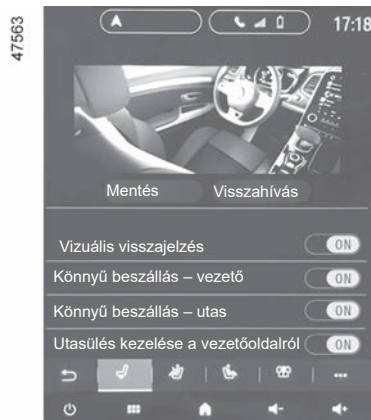 47563
17:18
Mentés Visszahívás
Vizuális visszajelzés ON
Könnyű beszállás – vezető ON
Könnyű beszállás – utas ON
Utasülés kezelése a vezetőoldalról ON